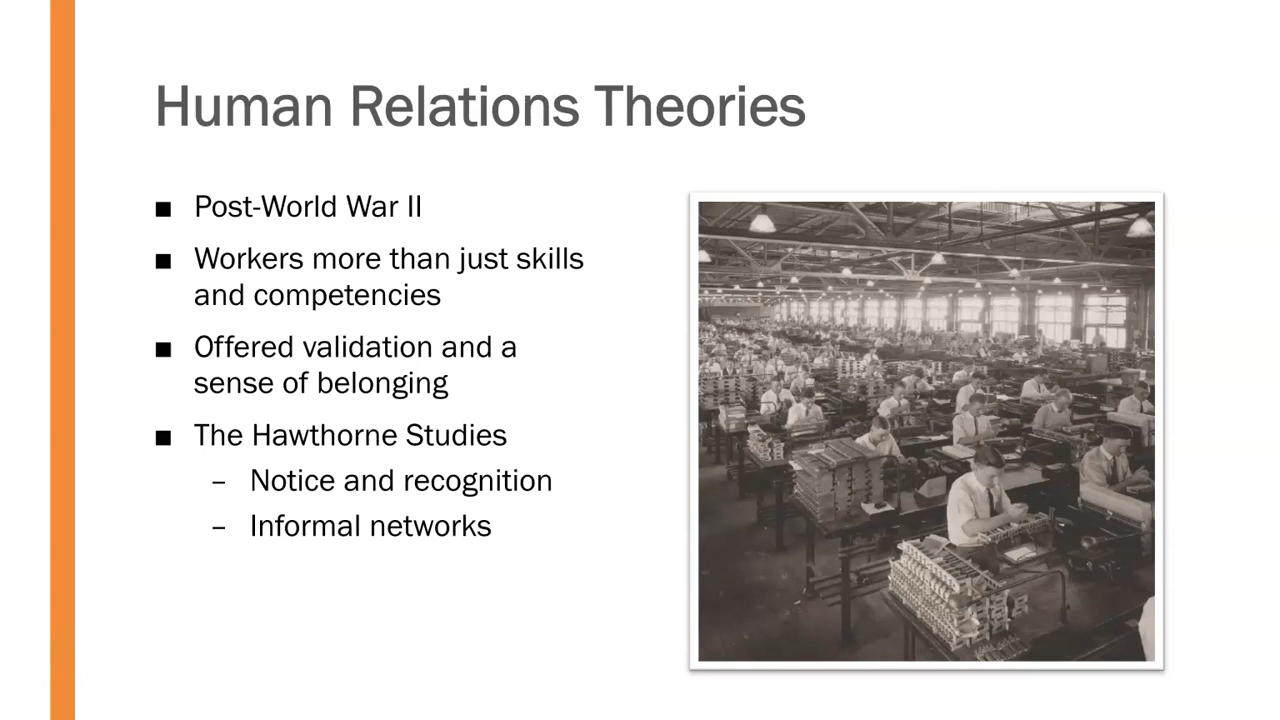 Human Relations Theories
■ Post-World War II
■ Workers more than just skills
and competencies
■ Offered validation and a
sense of belonging
■ The Hawthorne Studies
– Notice and recognition
– Informal networks